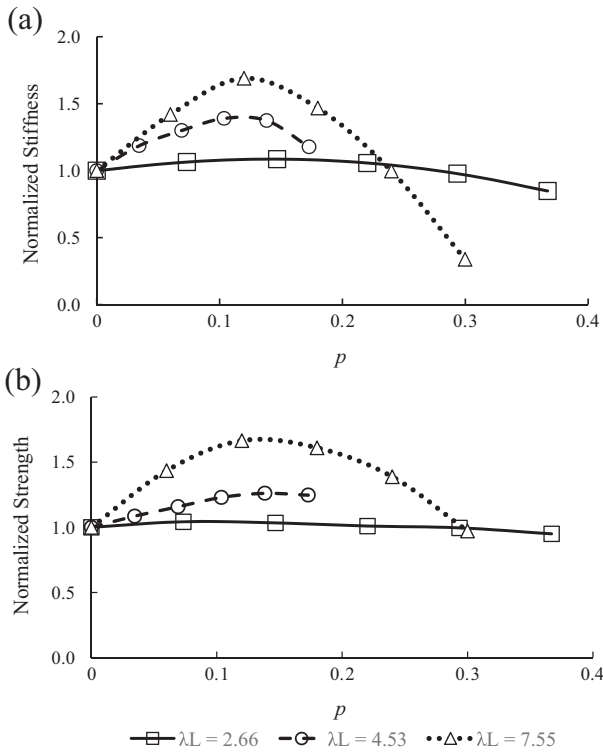 (a)
2.0
1.5
1.0
0.5
0.0
Normalized Stiffness
0
0.1
0.2
0.3
0.4
p
(b)
2.0
1.5
1.0
0.5
0.0
Normalized Strength
0.0
0.1
0.2
0.3
0.4
p
λL = 2.66
λL = 4.53
λL = 7.55